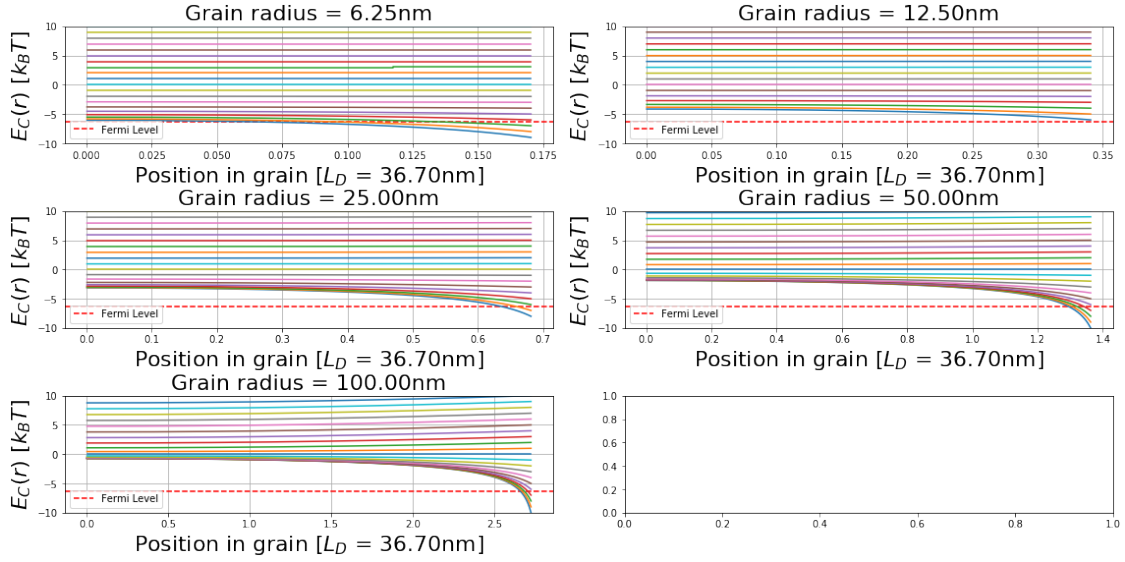 Grain radius = 6.25nm
E_C(r) [k_BT]
10
5
0
−5
−10
Fermi Level
0.000 0.025 0.050 0.075 0.100 0.125 0.150 0.175
Position in grain [L_D = 36.70nm]
Grain radius = 12.50nm
E_C(r) [k_BT]
10
5
0
−5
−10
Fermi Level
0.00 0.05 0.10 0.15 0.20 0.25 0.30 0.35
Position in grain [L_D = 36.70nm]
Grain radius = 25.00nm
E_C(r) [k_BT]
10
5
0
−5
−10
Fermi Level
0.0 0.1 0.2 0.3 0.4 0.5 0.6 0.7
Position in grain [L_D = 36.70nm]
Grain radius = 50.00nm
E_C(r) [k_BT]
10
5
0
−5
−10
Fermi Level
0.0 0.2 0.4 0.6 0.8 1.0 1.2 1.4
Position in grain [L_D = 36.70nm]
Grain radius = 100.00nm
E_C(r) [k_BT]
10
5
0
−5
−10
Fermi Level
0.0 0.5 1.0 1.5 2.0 2.5
Position in grain [L_D = 36.70nm]
1.0
0.8
0.6
0.4
0.2
0.0
0.0 0.2 0.4 0.6 0.8 1.0